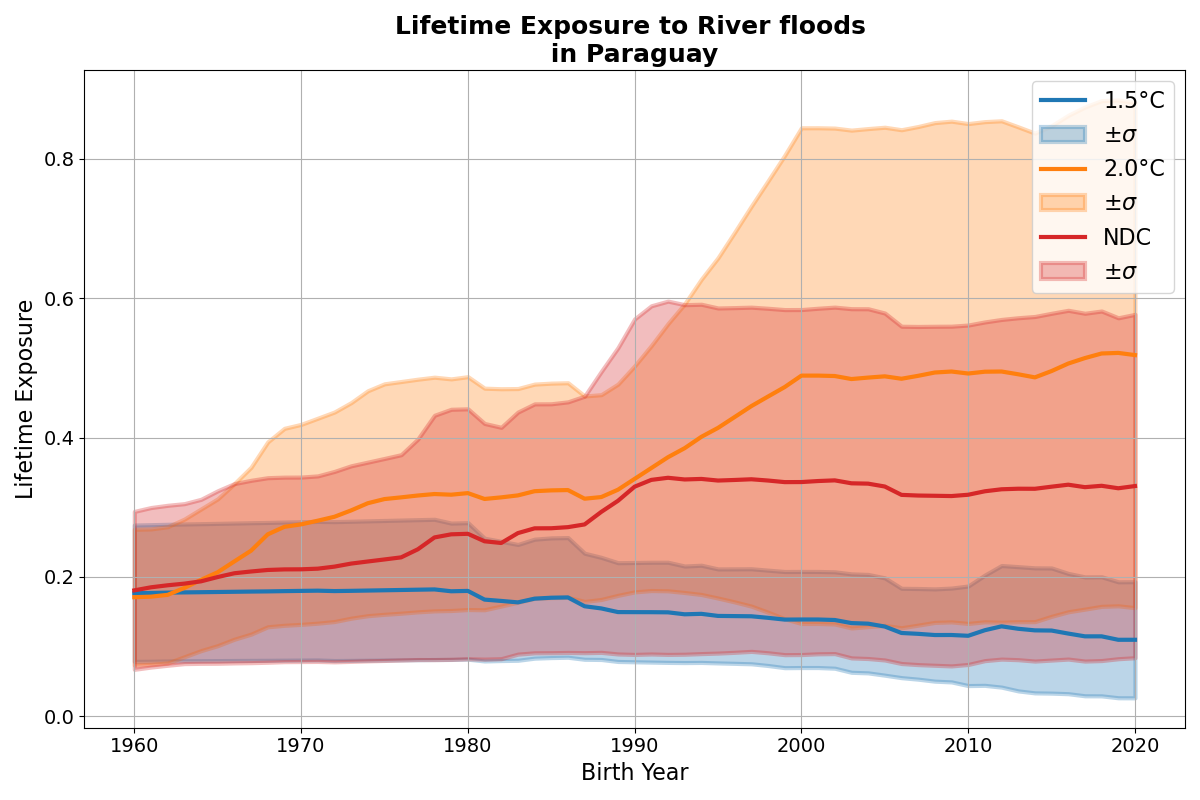 Lifetime Exposure to River floods
in Paraguay
Lifetime Exposure
0.8
0.6
0.4
0.2
0.0
1960 1970 1980 1990 2000 2010 2020
Birth Year
1.5°C
±σ
2.0°C
±σ
NDC
±σ